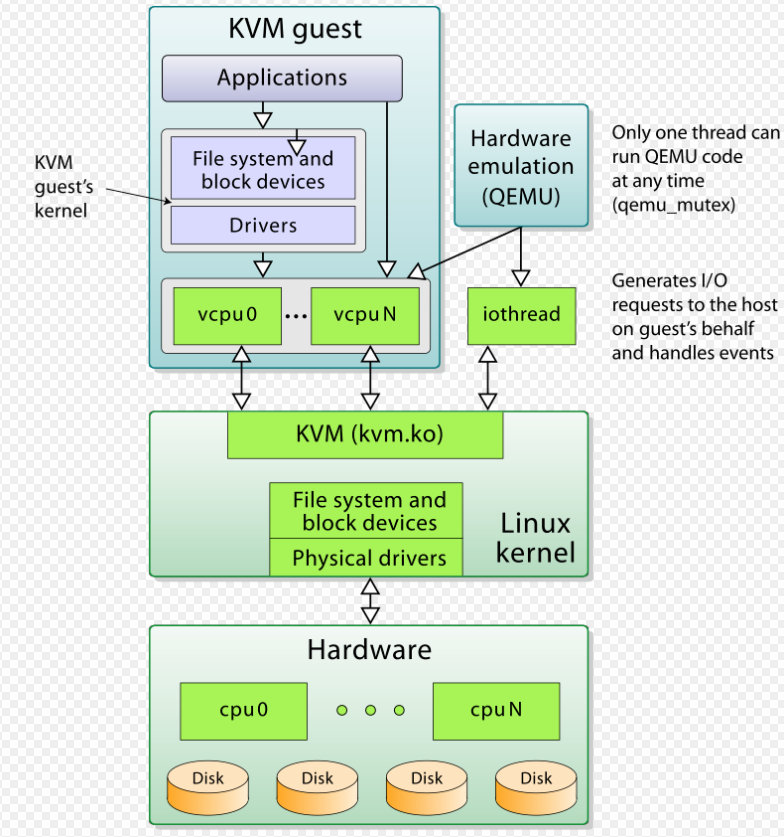 KVM guest
Applications
File system and
block devices
Drivers
KVM
guest's
kernel
vcpu0 ... vcpuN
Hardware
emulation
(QEMU)
Only one thread can
run QEMU code
at any time
(qemu_mutex)
iothread
Generates I/O
requests to the host
on guest's behalf
and handles events
KVM (kvm.ko)
File system and
block devices
Physical drivers
Linux
kernel
Hardware
cpu0
cpuN
Disk
Disk
Disk
Disk